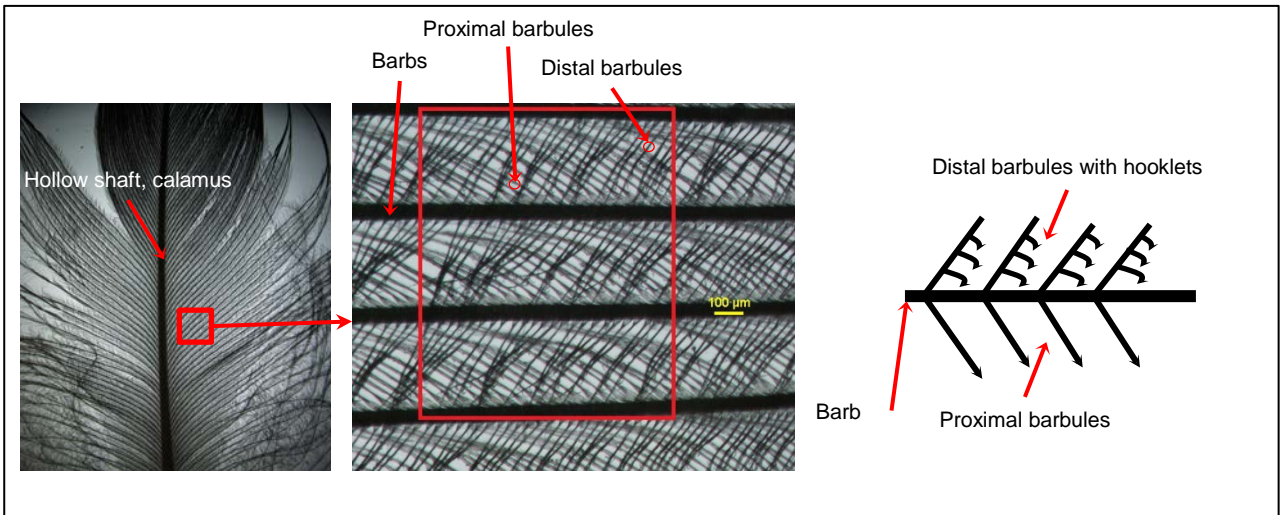 Proximal barbules
Barbs
Distal barbules
Hollow shaft, calamus
100 µm
Distal barbules with hooklets
Barb
Proximal barbules